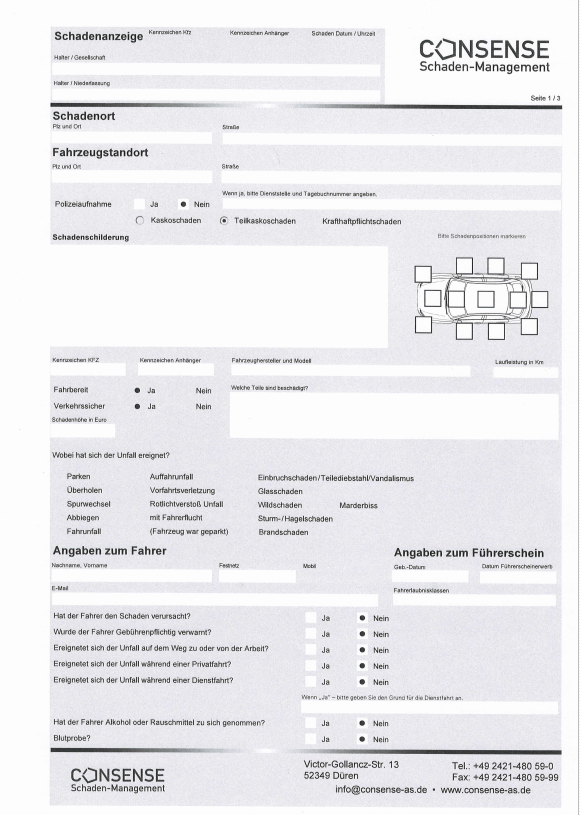 Schadenanzeige Kennzeichen Kfz Kennzeichen Anhänger Schaden Datum / Uhrzeit
CONSENSE
Schaden-Management
Halter / Gesellschaft
Halter / Niederlassung
Seite 1 / 3
Schadenort
Plz und Ort Straße
Fahrzeugstandort
Plz und Ort Straße
Wenn ja, bitte Dienststelle und Tagebuchnummer angeben.
Polizeiaufnahme Ja Nein
Kaskoschaden Teilkaskoschaden Krafthaftpflichtschaden
Schadenschilderung Bitte Schadenpositionen markieren
Kennzeichen KFZ Kennzeichen Anhänger Fahrzeughersteller und Modell Laufleistung in Km
Fahrbereit Ja Nein Welche Teile sind beschädigt?
Verkehrssicher Ja Nein
Schadenhöhe in Euro
Wobei hat sich der Unfall ereignet?
Parken Auffahrunfall Einbruchschaden/Teilediebstahl/Vandalismus
Überholen Vorfahrtsverletzung Glasschaden
Spurwechsel Rotlichtverstoß Unfall Wildschaden Marderbiss
Abbiegen mit Fahrerflucht Sturm-/Hagelschaden
Fahrunfall (Fahrzeug war geparkt) Brandschaden
Angaben zum Fahrer Angaben zum Führerschein
Nachname, Vorname Festnetz Mobil Geb.-Datum Datum Führerscheinerwerb
E-Mail Fahrerlaubnisklassen
Hat der Fahrer den Schaden verursacht? Ja Nein
Wurde der Fahrer Gebührenpflichtig verwarnt? Ja Nein
Ereignetet sich der Unfall auf dem Weg zu oder von der Arbeit? Ja Nein
Ereignetet sich der Unfall während einer Privatfahrt? Ja Nein
Ereignetet sich der Unfall während einer Dienstfahrt? Ja Nein
Wenn „Ja" – bitte geben Sie den Grund für die Dienstfahrt an.
Hat der Fahrer Alkohol oder Rauschmittel zu sich genommen? Ja Nein
Blutprobe? Ja Nein
CONSENSE
Schaden-Management
Victor-Gollancz-Str. 13 Tel.: +49 2421-480 59-0
52349 Düren Fax: +49 2421-480 59-99
info@consense-as.de • www.consense-as.de